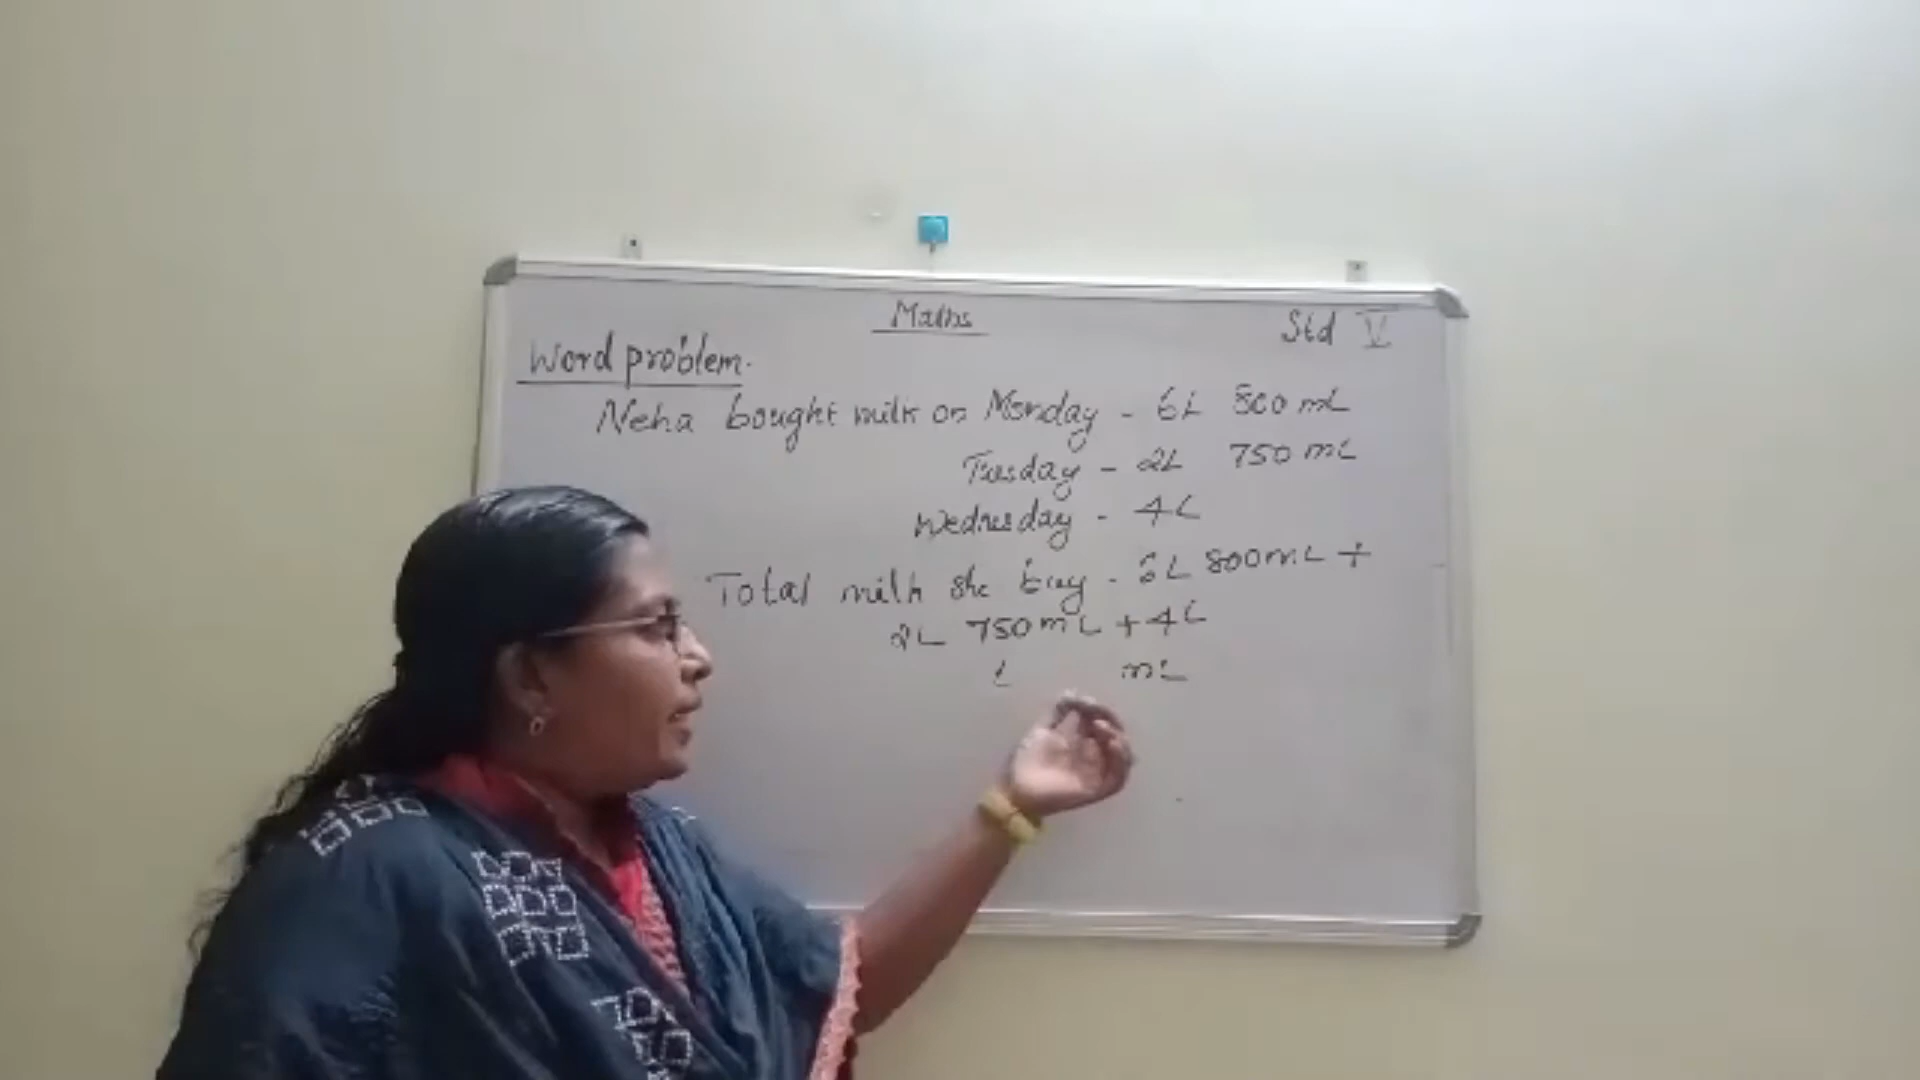 Maths
Std V
Word problem.
Neha bought milk on Monday - 6L 800 mL
Tuesday - 2L 750 mL
Wednesday - 4L
Total milk she buy - 6L 800mL +
2L 750mL + 4L
L mL